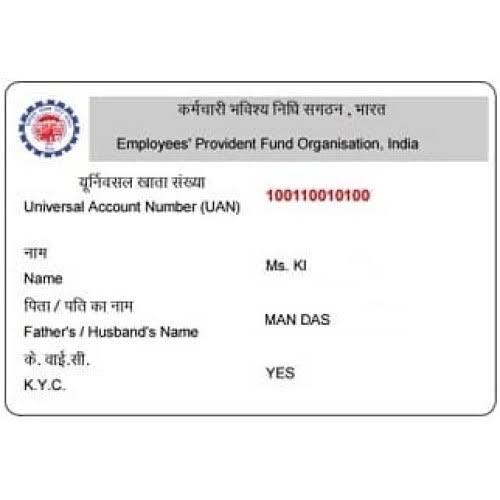 कर्मचारी भविष्य निधि सगठन , भारत
Employees' Provident Fund Organisation, India
यूर्निवसल खाता संख्या
Universal Account Number (UAN)
100110010100
नाम
Name
Ms. KI
पिता / पति का नाम
Father's / Husband's Name
MAN DAS
के. वाई.सी.
K.Y.C.
YES